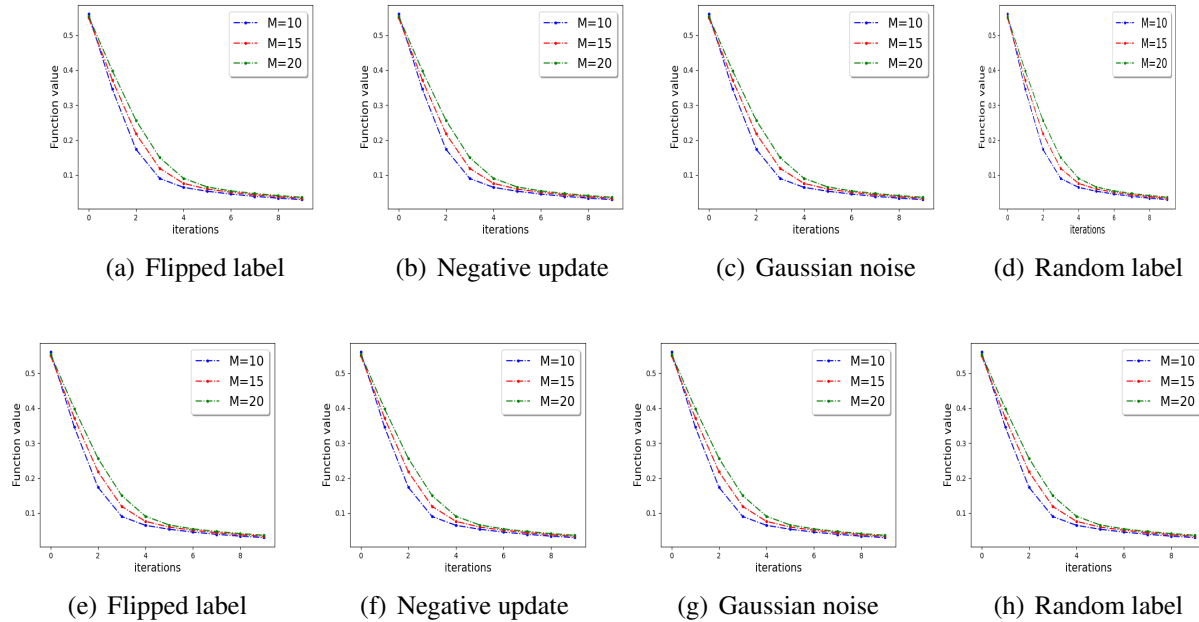 M=10
M=15
M=20
Function value
0.5
0.4
0.3
0.2
0.1
0 2 4 6 8
iterations
(a) Flipped label
M=10
M=15
M=20
Function value
0.5
0.4
0.3
0.2
0.1
0 2 4 6 8
iterations
(b) Negative update
M=10
M=15
M=20
Function value
0.5
0.4
0.3
0.2
0.1
0 2 4 6 8
iterations
(c) Gaussian noise
M=10
M=15
M=20
Function value
0.5
0.4
0.3
0.2
0.1
0 2 4 6 8
iterations
(d) Random label
M=10
M=15
M=20
Function value
0.5
0.4
0.3
0.2
0.1
0 2 4 6 8
iterations
(e) Flipped label
M=10
M=15
M=20
Function value
0.5
0.4
0.3
0.2
0.1
0 2 4 6 8
iterations
(f) Negative update
M=10
M=15
M=20
Function value
0.5
0.4
0.3
0.2
0.1
0 2 4 6 8
iterations
(g) Gaussian noise
M=10
M=15
M=20
Function value
0.5
0.4
0.3
0.2
0.1
0 2 4 6 8
iterations
(h) Random label